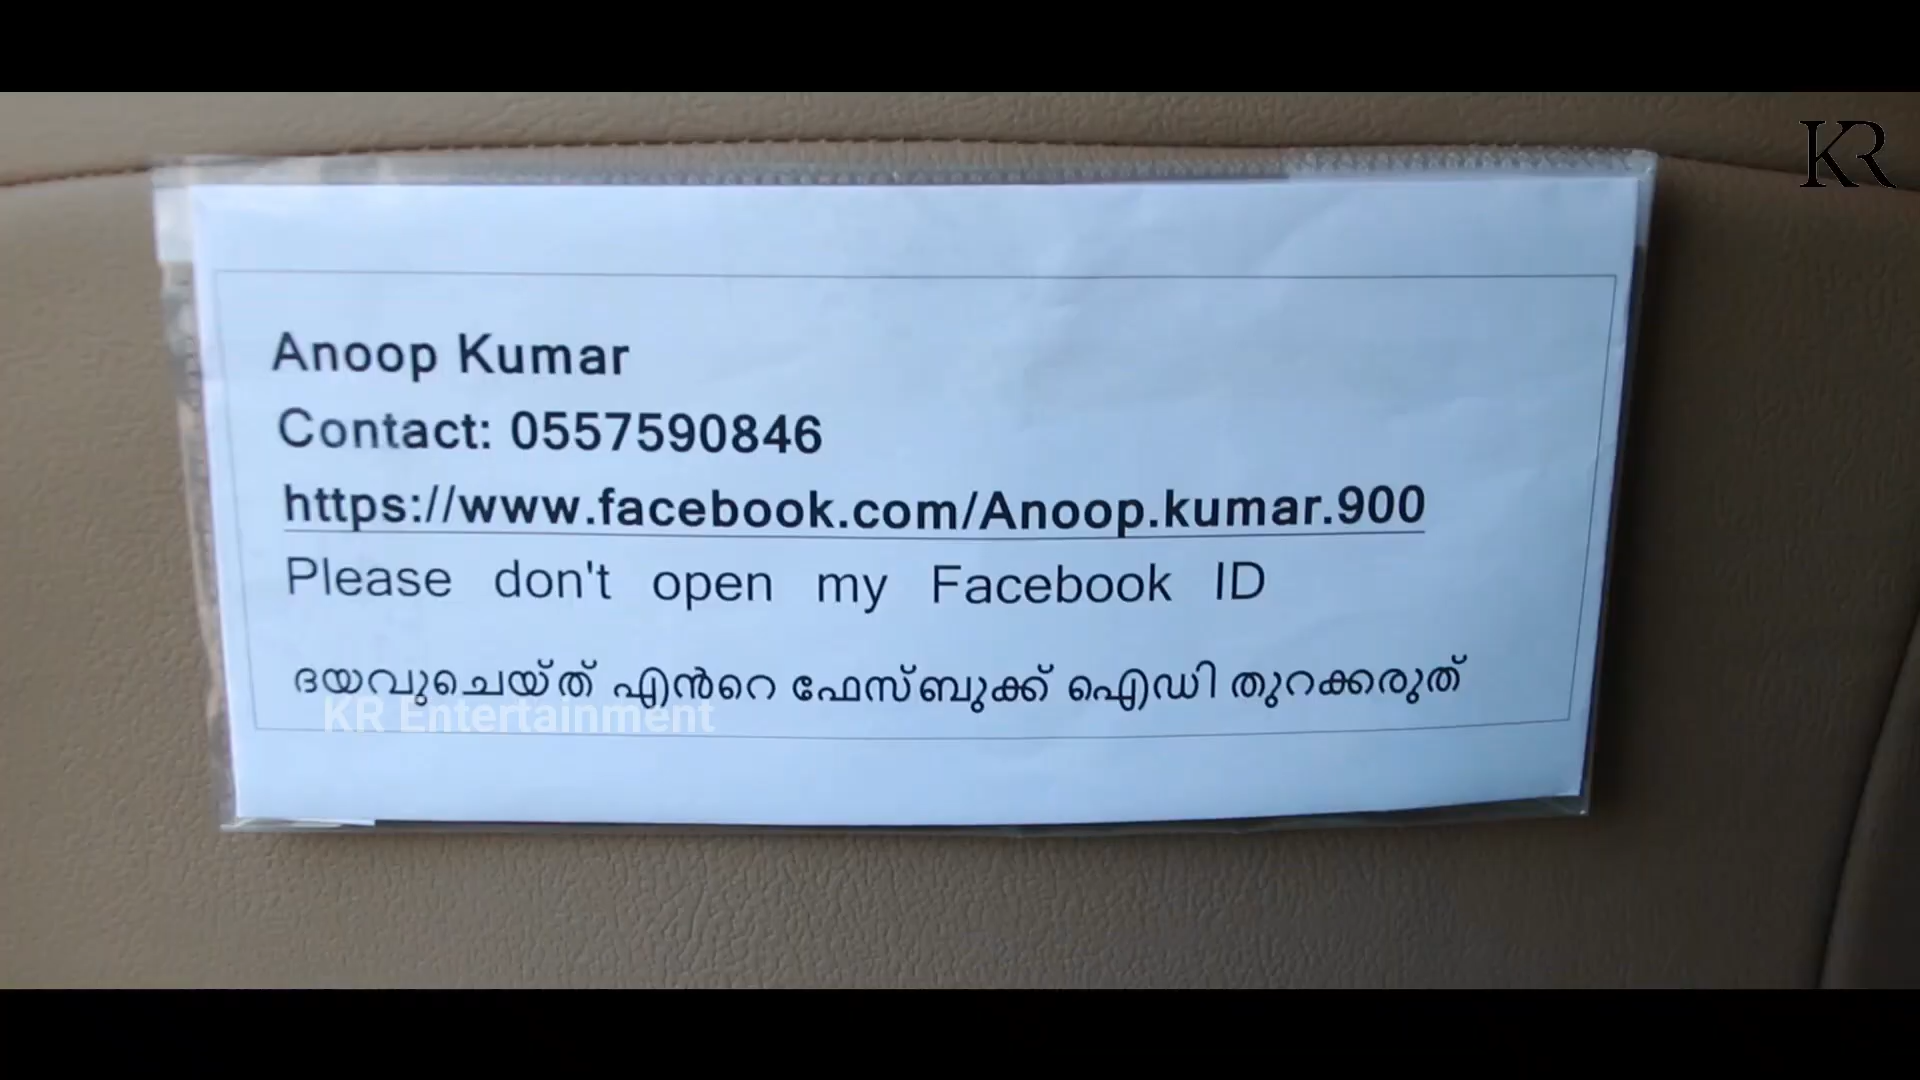 KR
Anoop Kumar
Contact: 0557590846
https://www.facebook.com/Anoop.kumar.900
Please don't open my Facebook ID
ദയവുചെയ്ത് എൻറെ ഫേസ്ബുക്ക് ഐഡി തുറക്കരുത്
KR Entertainment